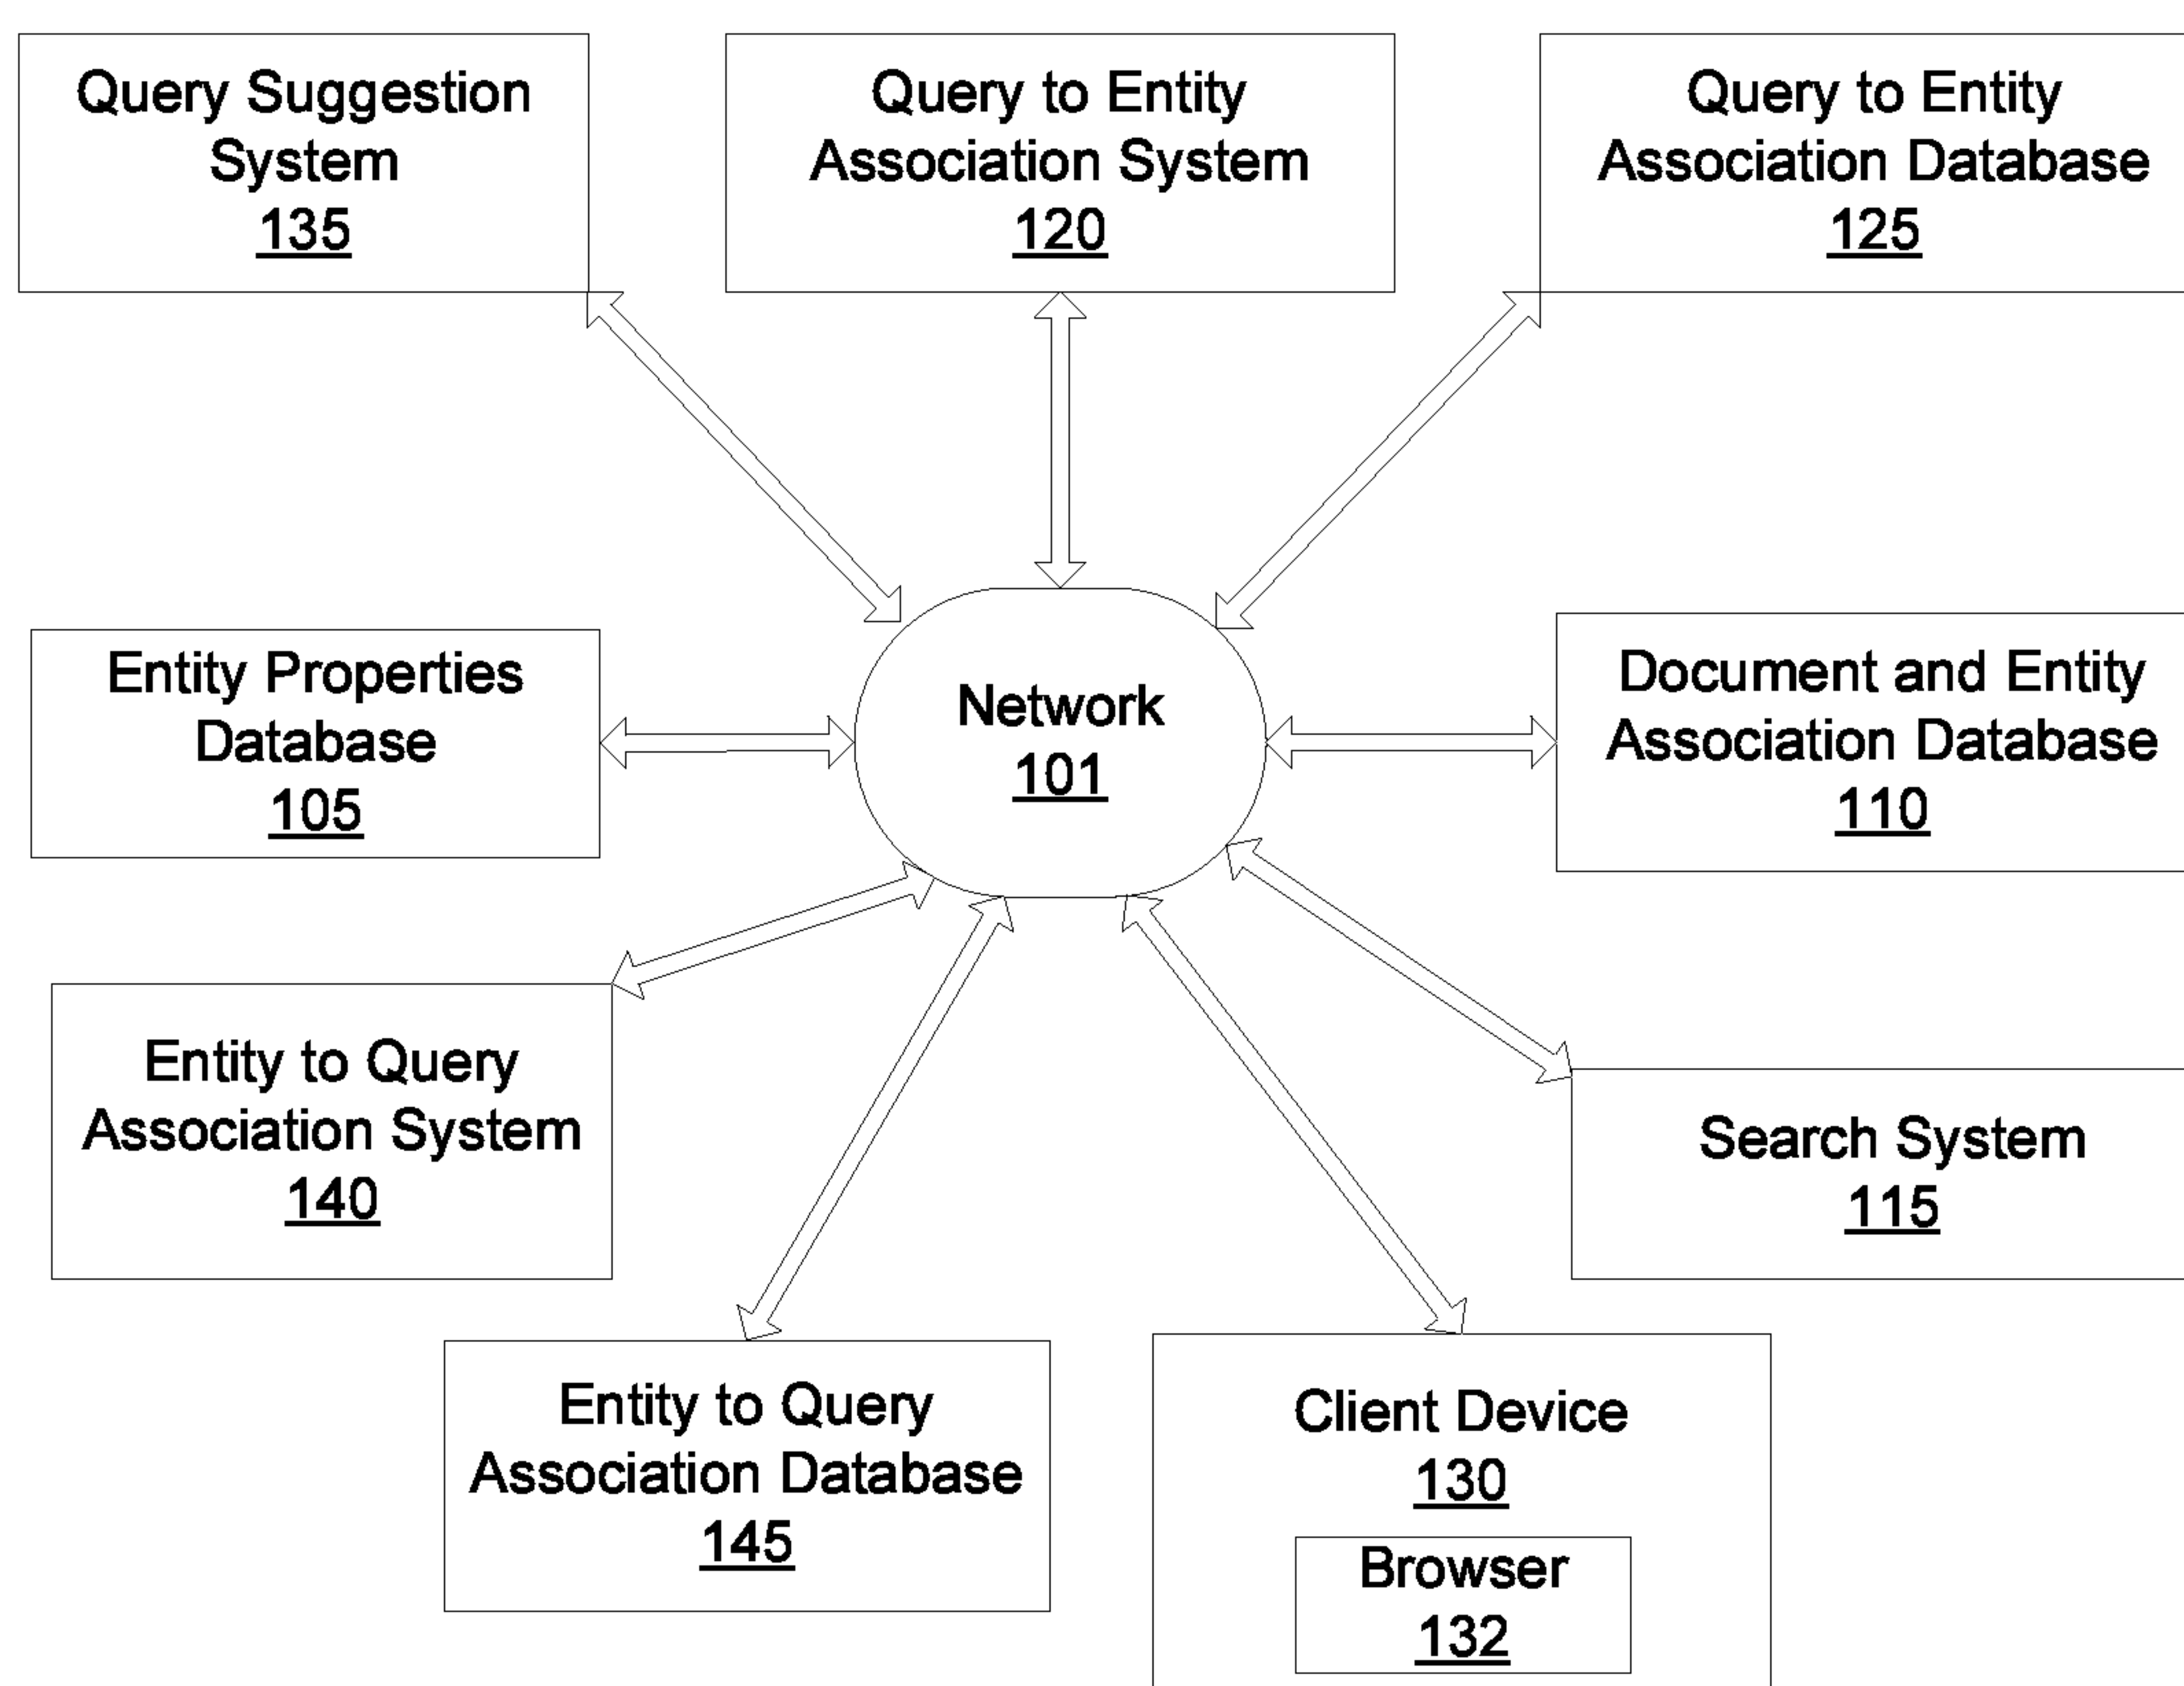 Query Suggestion
System
135
Query to Entity
Association System
120
Query to Entity
Association Database
125
Entity Properties
Database
105
Network
101
Document and Entity
Association Database
110
Entity to Query
Association System
140
Search System
115
Entity to Query
Association Database
145
Client Device
130
Browser
132